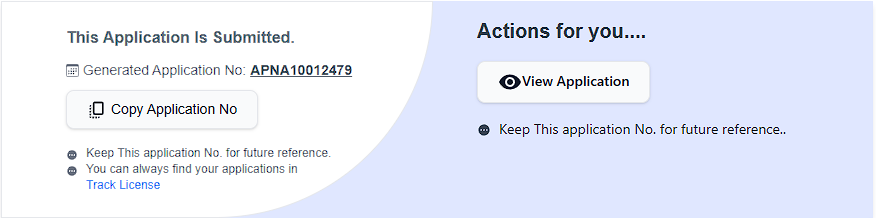 This Application Is Submitted.
Generated Application No: APNA10012479
Copy Application No
Keep This application No. for future reference.
You can always find your applications in
Track License
Actions for you....
View Application
Keep This application No. for future reference..